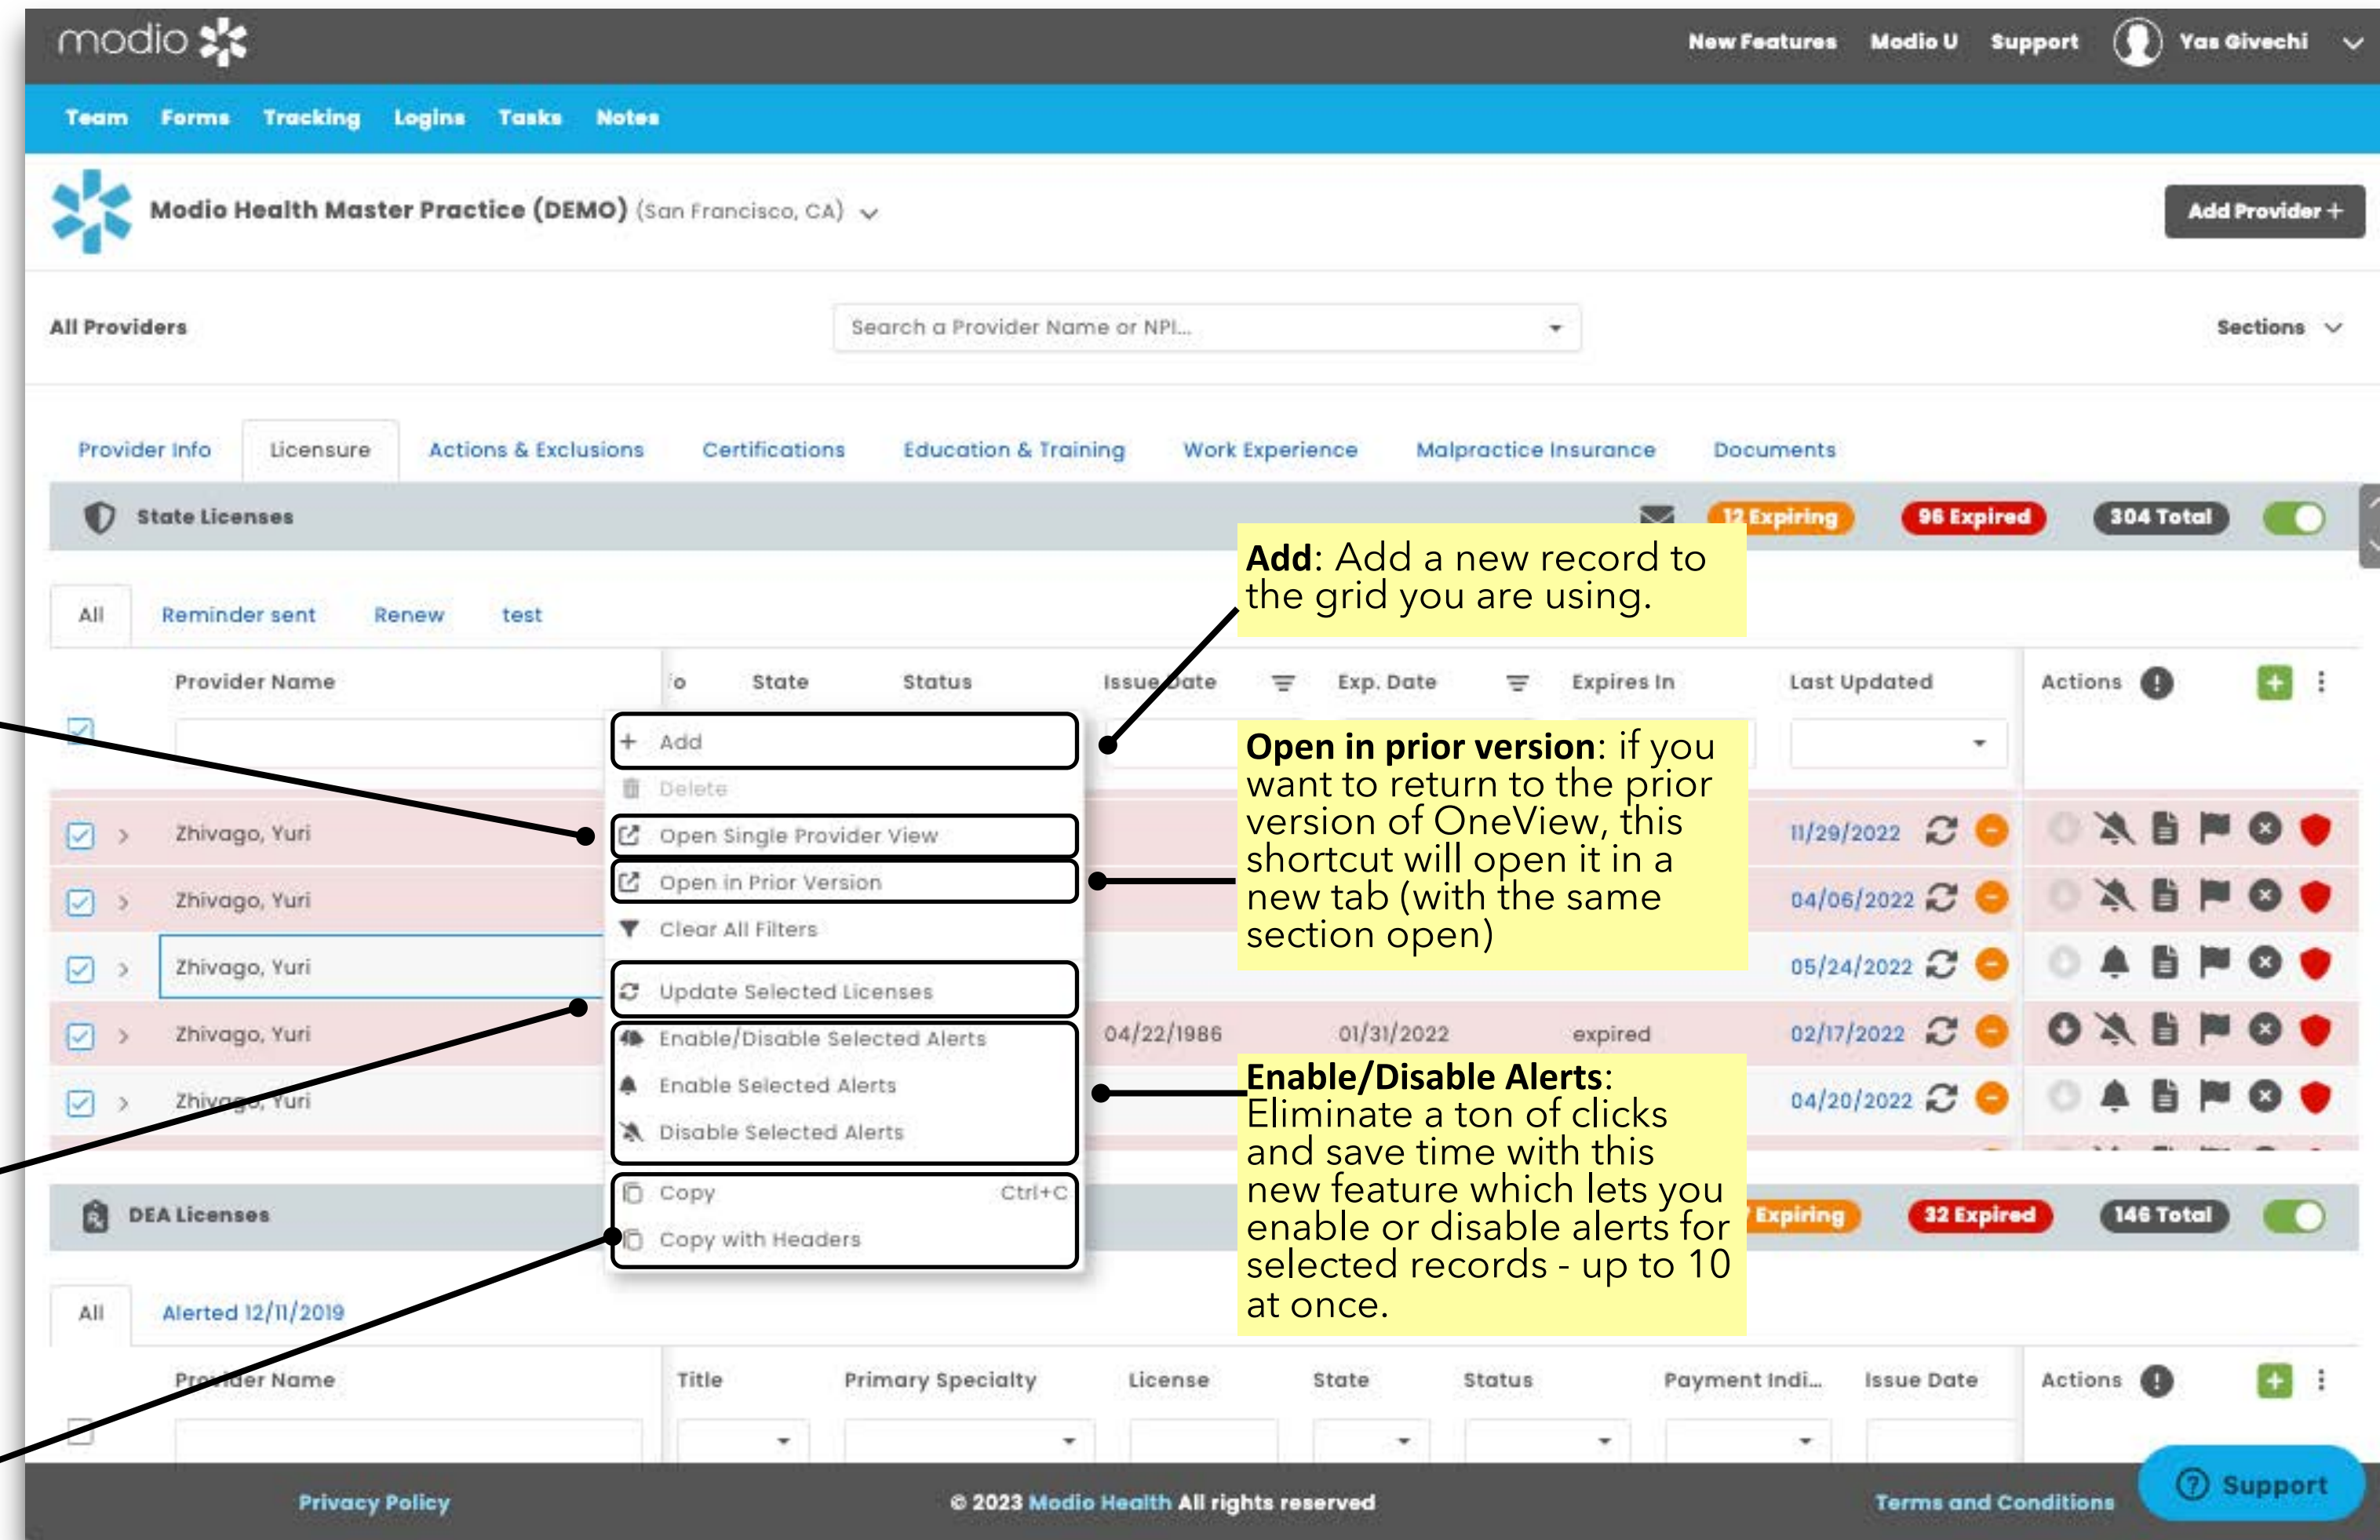 modio
New Features Modio U Support Yas Givechi
Team Forms Tracking Logins Tasks Notes
Modio Health Master Practice (DEMO) (San Francisco, CA)
Add Provider +
All Providers
Search a Provider Name or NPI...
Sections
Provider Info Licensure Actions & Exclusions Certifications Education & Training Work Experience Malpractice Insurance Documents
State Licenses
12 Expiring 96 Expired 304 Total
Add: Add a new record to
the grid you are using.
All Reminder sent Renew test
Provider Name State Status Issue Date Exp. Date Expires In Last Updated Actions
+ Add
Delete
Open Single Provider View
Open in Prior Version
Clear All Filters
Update Selected Licenses
Enable/Disable Selected Alerts
Enable Selected Alerts
Disable Selected Alerts
Copy Ctrl+C
Copy with Headers
Open in prior version: if you
want to return to the prior
version of OneView, this
shortcut will open it in a
new tab (with the same
section open)
Zhivago, Yuri 11/29/2022
Zhivago, Yuri 04/06/2022
Zhivago, Yuri 05/24/2022
Zhivago, Yuri 04/22/1986 01/31/2022 expired 02/17/2022
Zhivago, Yuri 04/20/2022
Enable/Disable Alerts:
Eliminate a ton of clicks
and save time with this
new feature which lets you
enable or disable alerts for
selected records - up to 10
at once.
DEA Licenses
Expiring 32 Expired 146 Total
All Alerted 12/11/2019
Provider Name Title Primary Specialty License State Status Payment Indi... Issue Date Actions
Privacy Policy © 2023 Modio Health All rights reserved Terms and Conditions
Support